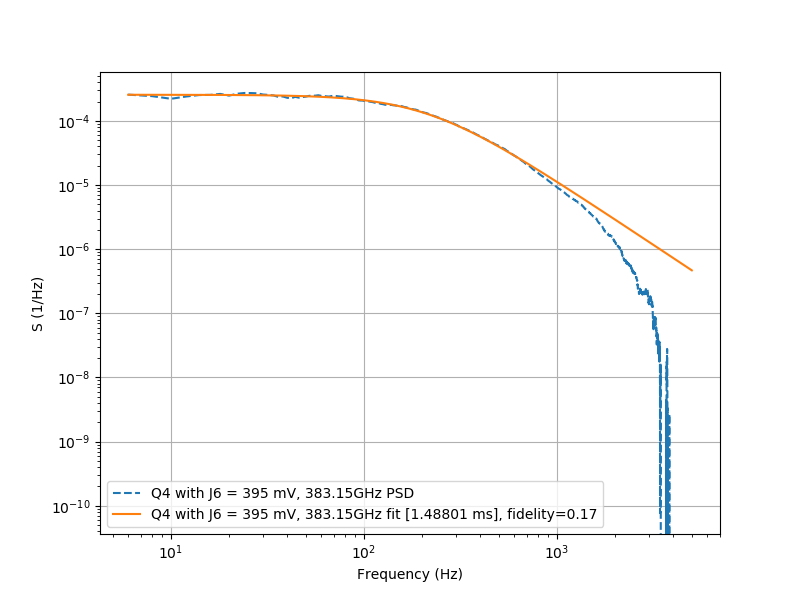 10⁻⁴
10⁻⁵
10⁻⁶
10⁻⁷
10⁻⁸
10⁻⁹
10⁻¹⁰
S (1/Hz)
Q4 with J6 = 395 mV, 383.15GHz PSD
Q4 with J6 = 395 mV, 383.15GHz fit [1.48801 ms], fidelity=0.17
10¹ 10² 10³
Frequency (Hz)